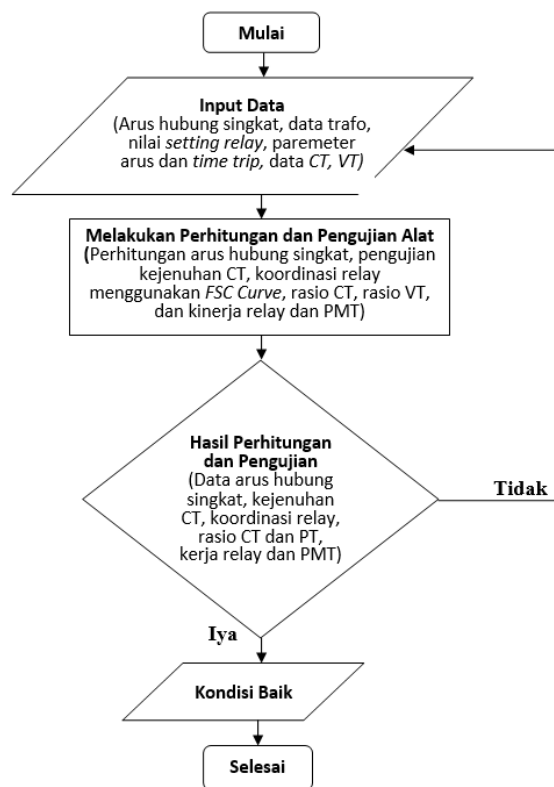 Mulai
Input Data
(Arus hubung singkat, data trafo,
nilai setting relay, paremeter
arus dan time trip, data CT, VT)
Melakukan Perhitungan dan Pengujian Alat
(Perhitungan arus hubung singkat, pengujian
kejenuhan CT, koordinasi relay
menggunakan FSC Curve, rasio CT, rasio VT,
dan kinerja relay dan PMT)
Hasil Perhitungan
dan Pengujian
(Data arus hubung
singkat, kejenuhan
CT, koordinasi relay,
rasio CT dan PT,
kerja relay dan PMT)
Tidak
Iya
Kondisi Baik
Selesai